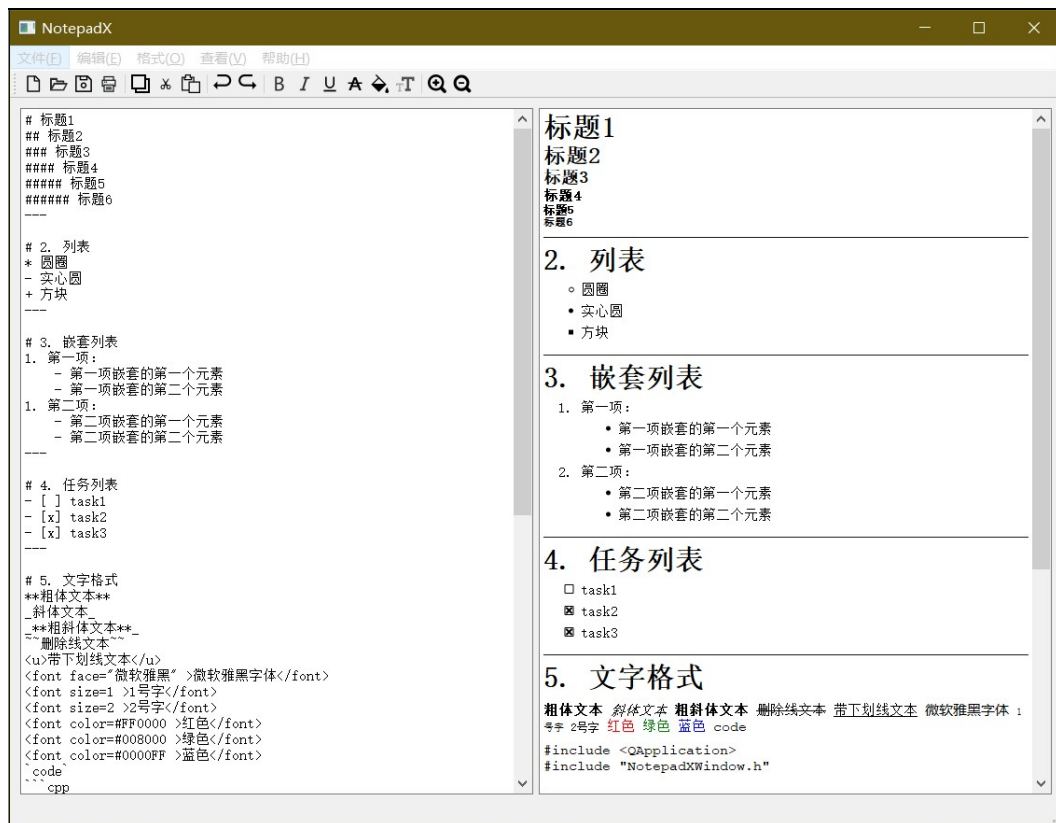 NotepadX
文件(F) 编辑(E) 格式(O) 查看(V) 帮助(H)
# 标题1
## 标题2
### 标题3
#### 标题4
##### 标题5
###### 标题6
---
# 2. 列表
* 圆圈
- 实心圆
+ 方块
---
# 3. 嵌套列表
1. 第一项:
- 第一项嵌套的第一个元素
- 第一项嵌套的第二个元素
1. 第二项:
- 第二项嵌套的第一个元素
- 第二项嵌套的第二个元素
---
# 4. 任务列表
- [ ] task1
- [x] task2
- [x] task3
---
# 5. 文字格式
**粗体文本**
_斜体文本_
_**粗斜体文本**_
~~删除线文本~~
<u>带下划线文本</u>
<font face="微软雅黑" >微软雅黑字体</font>
<font size=1 >1号字</font>
<font size=2 >2号字</font>
<font color=#FF0000 >红色</font>
<font color=#008000 >绿色</font>
<font color=#0000FF >蓝色</font>
`code`
```cpp
标题1
标题2
标题3
标题4
标题5
标题6
2. 列表
圆圈
实心圆
方块
3. 嵌套列表
1. 第一项:
第一项嵌套的第一个元素
第一项嵌套的第二个元素
2. 第二项:
第二项嵌套的第一个元素
第二项嵌套的第二个元素
4. 任务列表
task1
task2
task3
5. 文字格式
粗体文本 斜体文本 粗斜体文本 删除线文本 带下划线文本 微软雅黑字体 1
号字 2号字 红色 绿色 蓝色 code
#include <QApplication>
#include "NotepadXWindow.h"